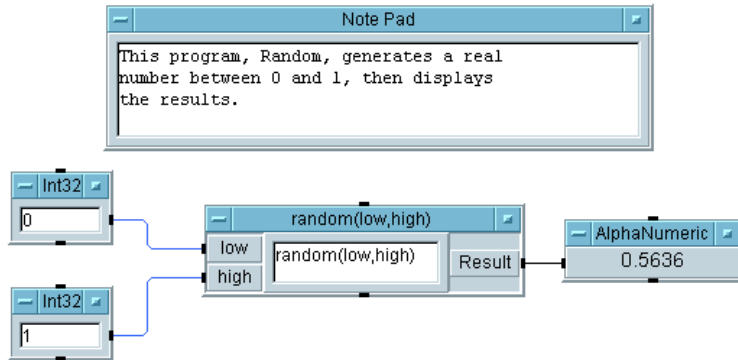 Note Pad
This program, Random, generates a real
number between 0 and 1, then displays
the results.
Int32
0
random(low,high)
low
high
random(low,high)
Result
AlphaNumeric
0.5636
Int32
1